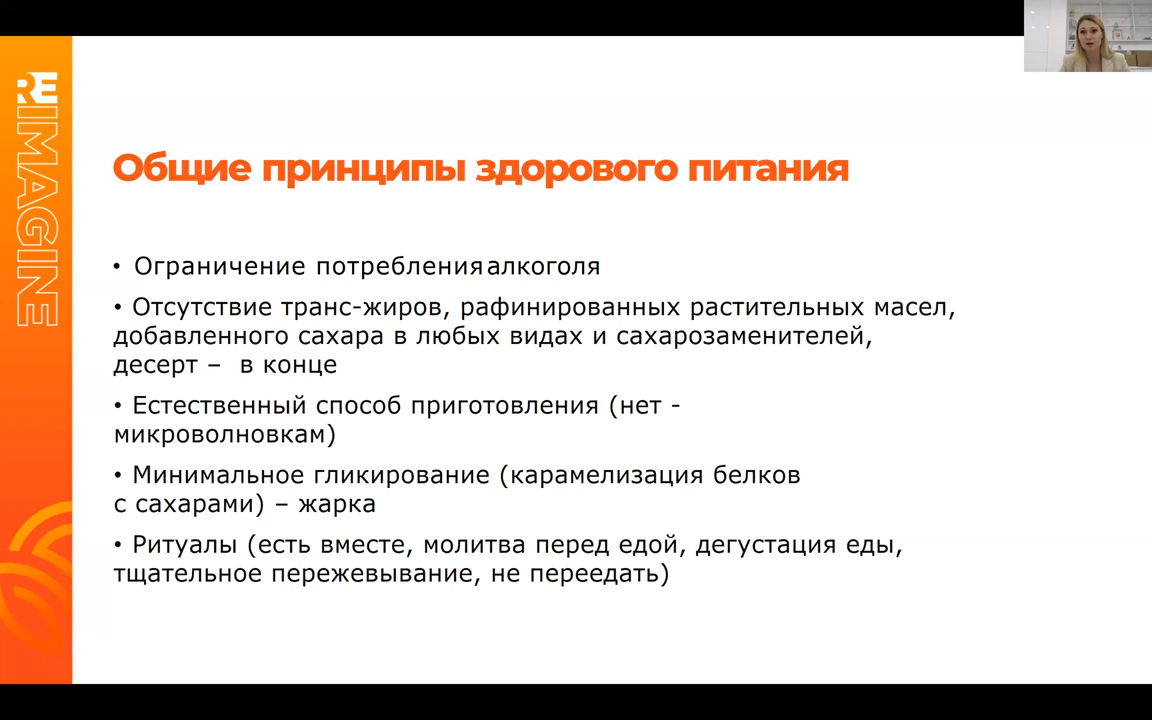 REIMAGINE
Общие принципы здорового питания
• Ограничение потребления алкоголя
• Отсутствие транс-жиров, рафинированных растительных масел,
добавленного сахара в любых видах и сахарозаменителей,
десерт – в конце
• Естественный способ приготовления (нет -
микроволновкам)
• Минимальное гликирование (карамелизация белков
с сахарами) – жарка
• Ритуалы (есть вместе, молитва перед едой, дегустация еды,
тщательное пережевывание, не переедать)